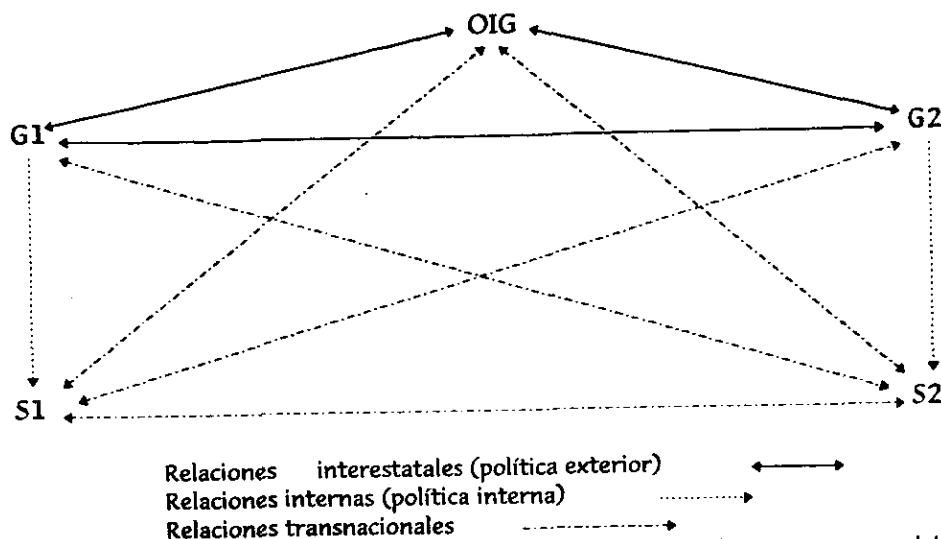 OIG
G1
G2
S1
S2
Relaciones interestatales (política exterior)
Relaciones internas (política interna)
Relaciones transnacionales